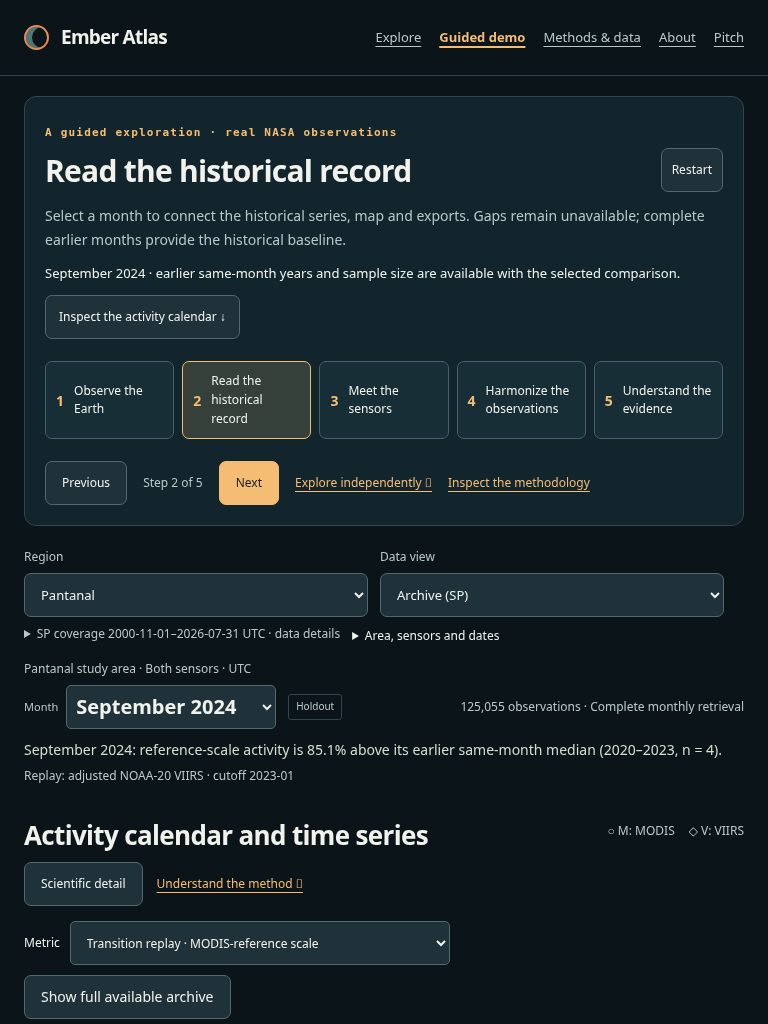 Ember Atlas
Explore
Guided demo
Methods & data
About
Pitch
A guided exploration · real NASA observations
Read the historical record
Restart
Select a month to connect the historical series, map and exports. Gaps remain unavailable; complete
earlier months provide the historical baseline.
September 2024 · earlier same-month years and sample size are available with the selected comparison.
Inspect the activity calendar ↓
1 Observe the
Earth
2 Read the
historical
record
3 Meet the
sensors
4 Harmonize the
observations
5 Understand the
evidence
Previous
Step 2 of 5
Next
Explore independently
Inspect the methodology
Region
Data view
Pantanal
Archive (SP)
SP coverage 2000-11-01–2026-07-31 UTC · data details
Area, sensors and dates
Pantanal study area · Both sensors · UTC
Month
September 2024
Holdout
125,055 observations · Complete monthly retrieval
September 2024: reference-scale activity is 85.1% above its earlier same-month median (2020–2023, n = 4).
Replay: adjusted NOAA-20 VIIRS · cutoff 2023-01
Activity calendar and time series
○ M: MODIS
◇ V: VIIRS
Scientific detail
Understand the method
Metric
Transition replay · MODIS-reference scale
Show full available archive